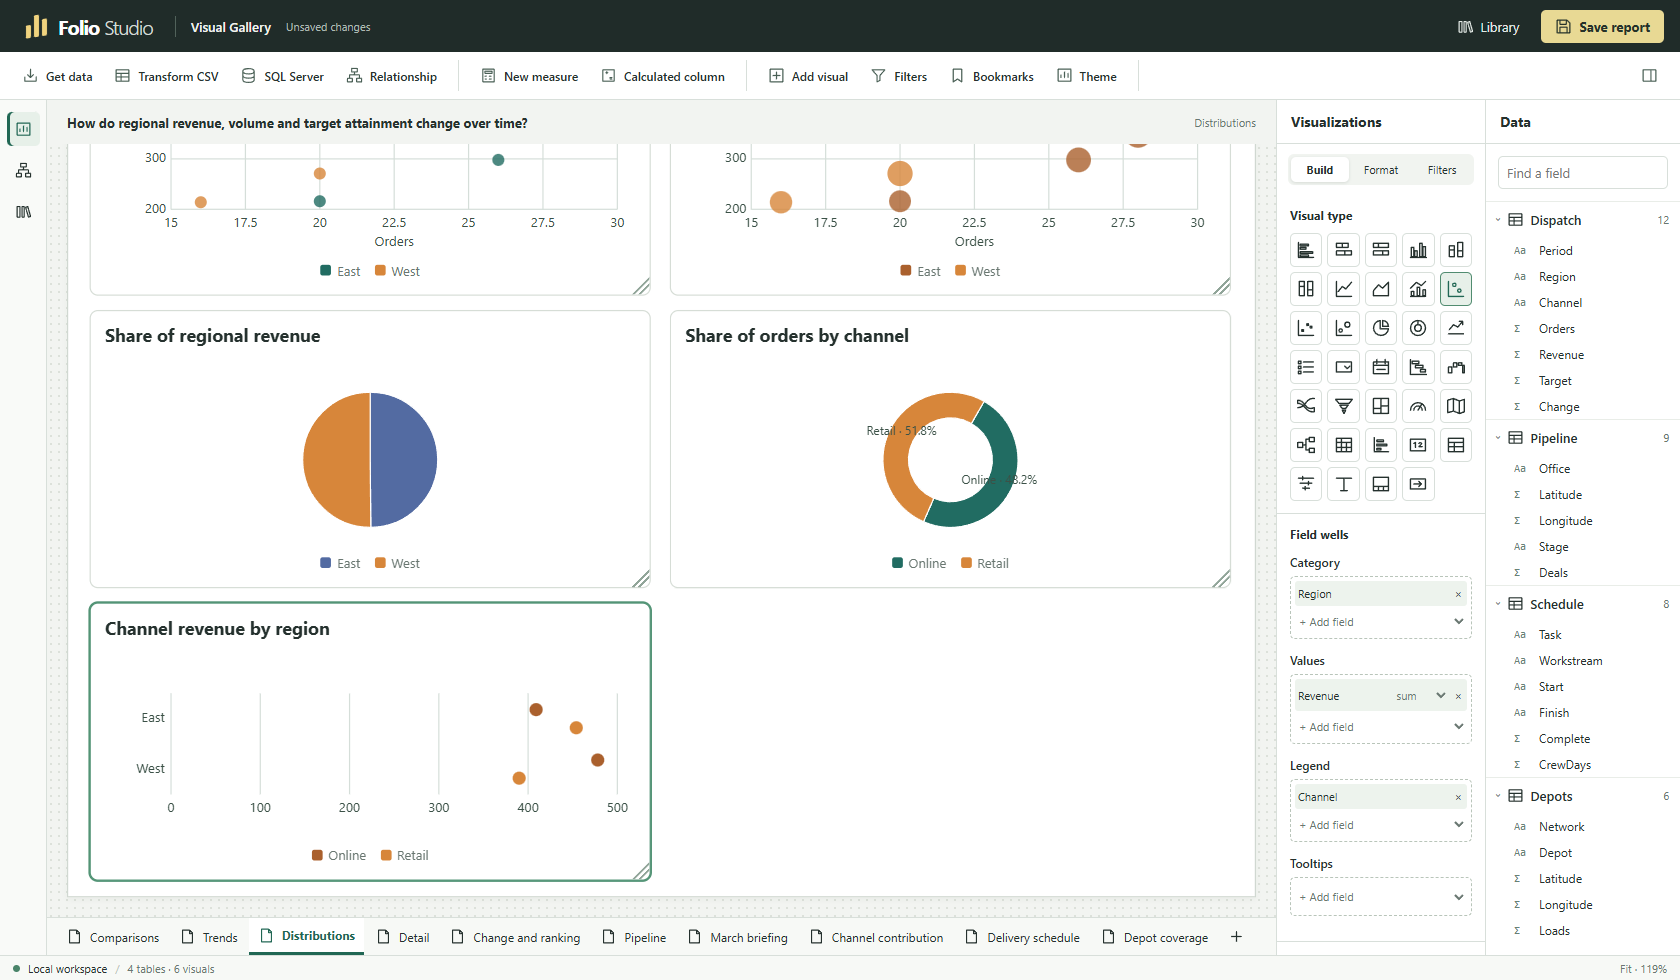 Folio Studio
Visual Gallery
Unsaved changes
Library
Save report
Get data
Transform CSV
SQL Server
Relationship
New measure
Calculated column
Add visual
Filters
Bookmarks
Theme
How do regional revenue, volume and target attainment change over time?
Distributions
300
200
15 17.5 20 22.5 25 27.5 30
Orders
East West
300
200
15 17.5 20 22.5 25 27.5 30
Orders
East West
Share of regional revenue
East West
Share of orders by channel
Retail · 51.8%
Online · 48.2%
Online Retail
Channel revenue by region
East
West
0 100 200 300 400 500
Online Retail
Visualizations
Build Format Filters
Visual type
Field wells
Category
Region ×
+ Add field
Values
Revenue sum ×
+ Add field
Legend
Channel ×
+ Add field
Tooltips
+ Add field
Data
Find a field
Dispatch 12
Aa Period
Aa Region
Aa Channel
Σ Orders
Σ Revenue
Σ Target
Σ Change
Pipeline 9
Aa Office
Σ Latitude
Σ Longitude
Aa Stage
Σ Deals
Schedule 8
Aa Task
Aa Workstream
Aa Start
Aa Finish
Σ Complete
Σ CrewDays
Depots 6
Aa Network
Aa Depot
Σ Latitude
Σ Longitude
Σ Loads
Comparisons
Trends
Distributions
Detail
Change and ranking
Pipeline
March briefing
Channel contribution
Delivery schedule
Depot coverage
+
Local workspace / 4 tables · 6 visuals
Fit · 119%